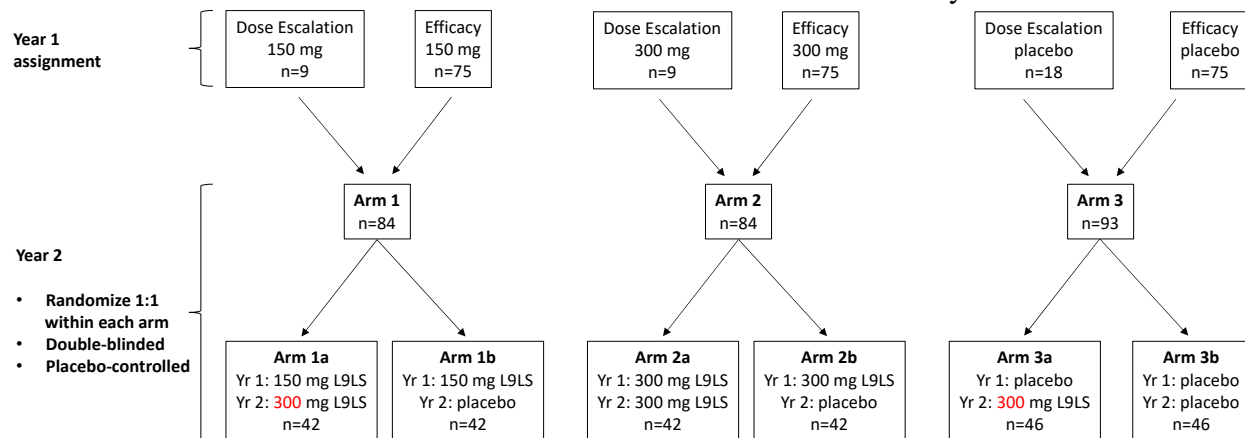 Year 1
assignment
Dose Escalation
150 mg
n=9
Efficacy
150 mg
n=75
Dose Escalation
300 mg
n=9
Efficacy
300 mg
n=75
Dose Escalation
placebo
n=18
Efficacy
placebo
n=75
Arm 1
n=84
Arm 2
n=84
Arm 3
n=93
Year 2
• Randomize 1:1
within each arm
• Double-blinded
• Placebo-controlled
Arm 1a
Yr 1: 150 mg L9LS
Yr 2: 300 mg L9LS
n=42
Arm 1b
Yr 1: 150 mg L9LS
Yr 2: placebo
n=42
Arm 2a
Yr 1: 300 mg L9LS
Yr 2: 300 mg L9LS
n=42
Arm 2b
Yr 1: 300 mg L9LS
Yr 2: placebo
n=42
Arm 3a
Yr 1: placebo
Yr 2: 300 mg L9LS
n=46
Arm 3b
Yr 1: placebo
Yr 2: placebo
n=46